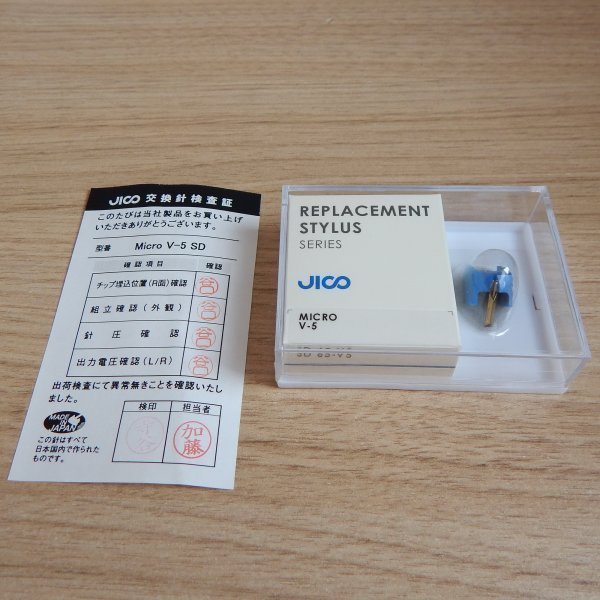 JICO 交換針検査証
このたびは当社製品をお買い上げ
いただきありがとうございます。
型番 Micro V-5 SD
確認項目 確認
チップ埋込位置(R面)確認 谷
組立確認(外観) 谷
針圧確認 谷
出力電圧確認(L/R) 谷
出荷検査にて異常無きことを確認いたし
ました。
検印 担当者
加藤
MADE IN JAPAN
この針はすべて
日本国内で作られた
ものです。
REPLACEMENT
STYLUS
SERIES
JICO
MICRO
V-5